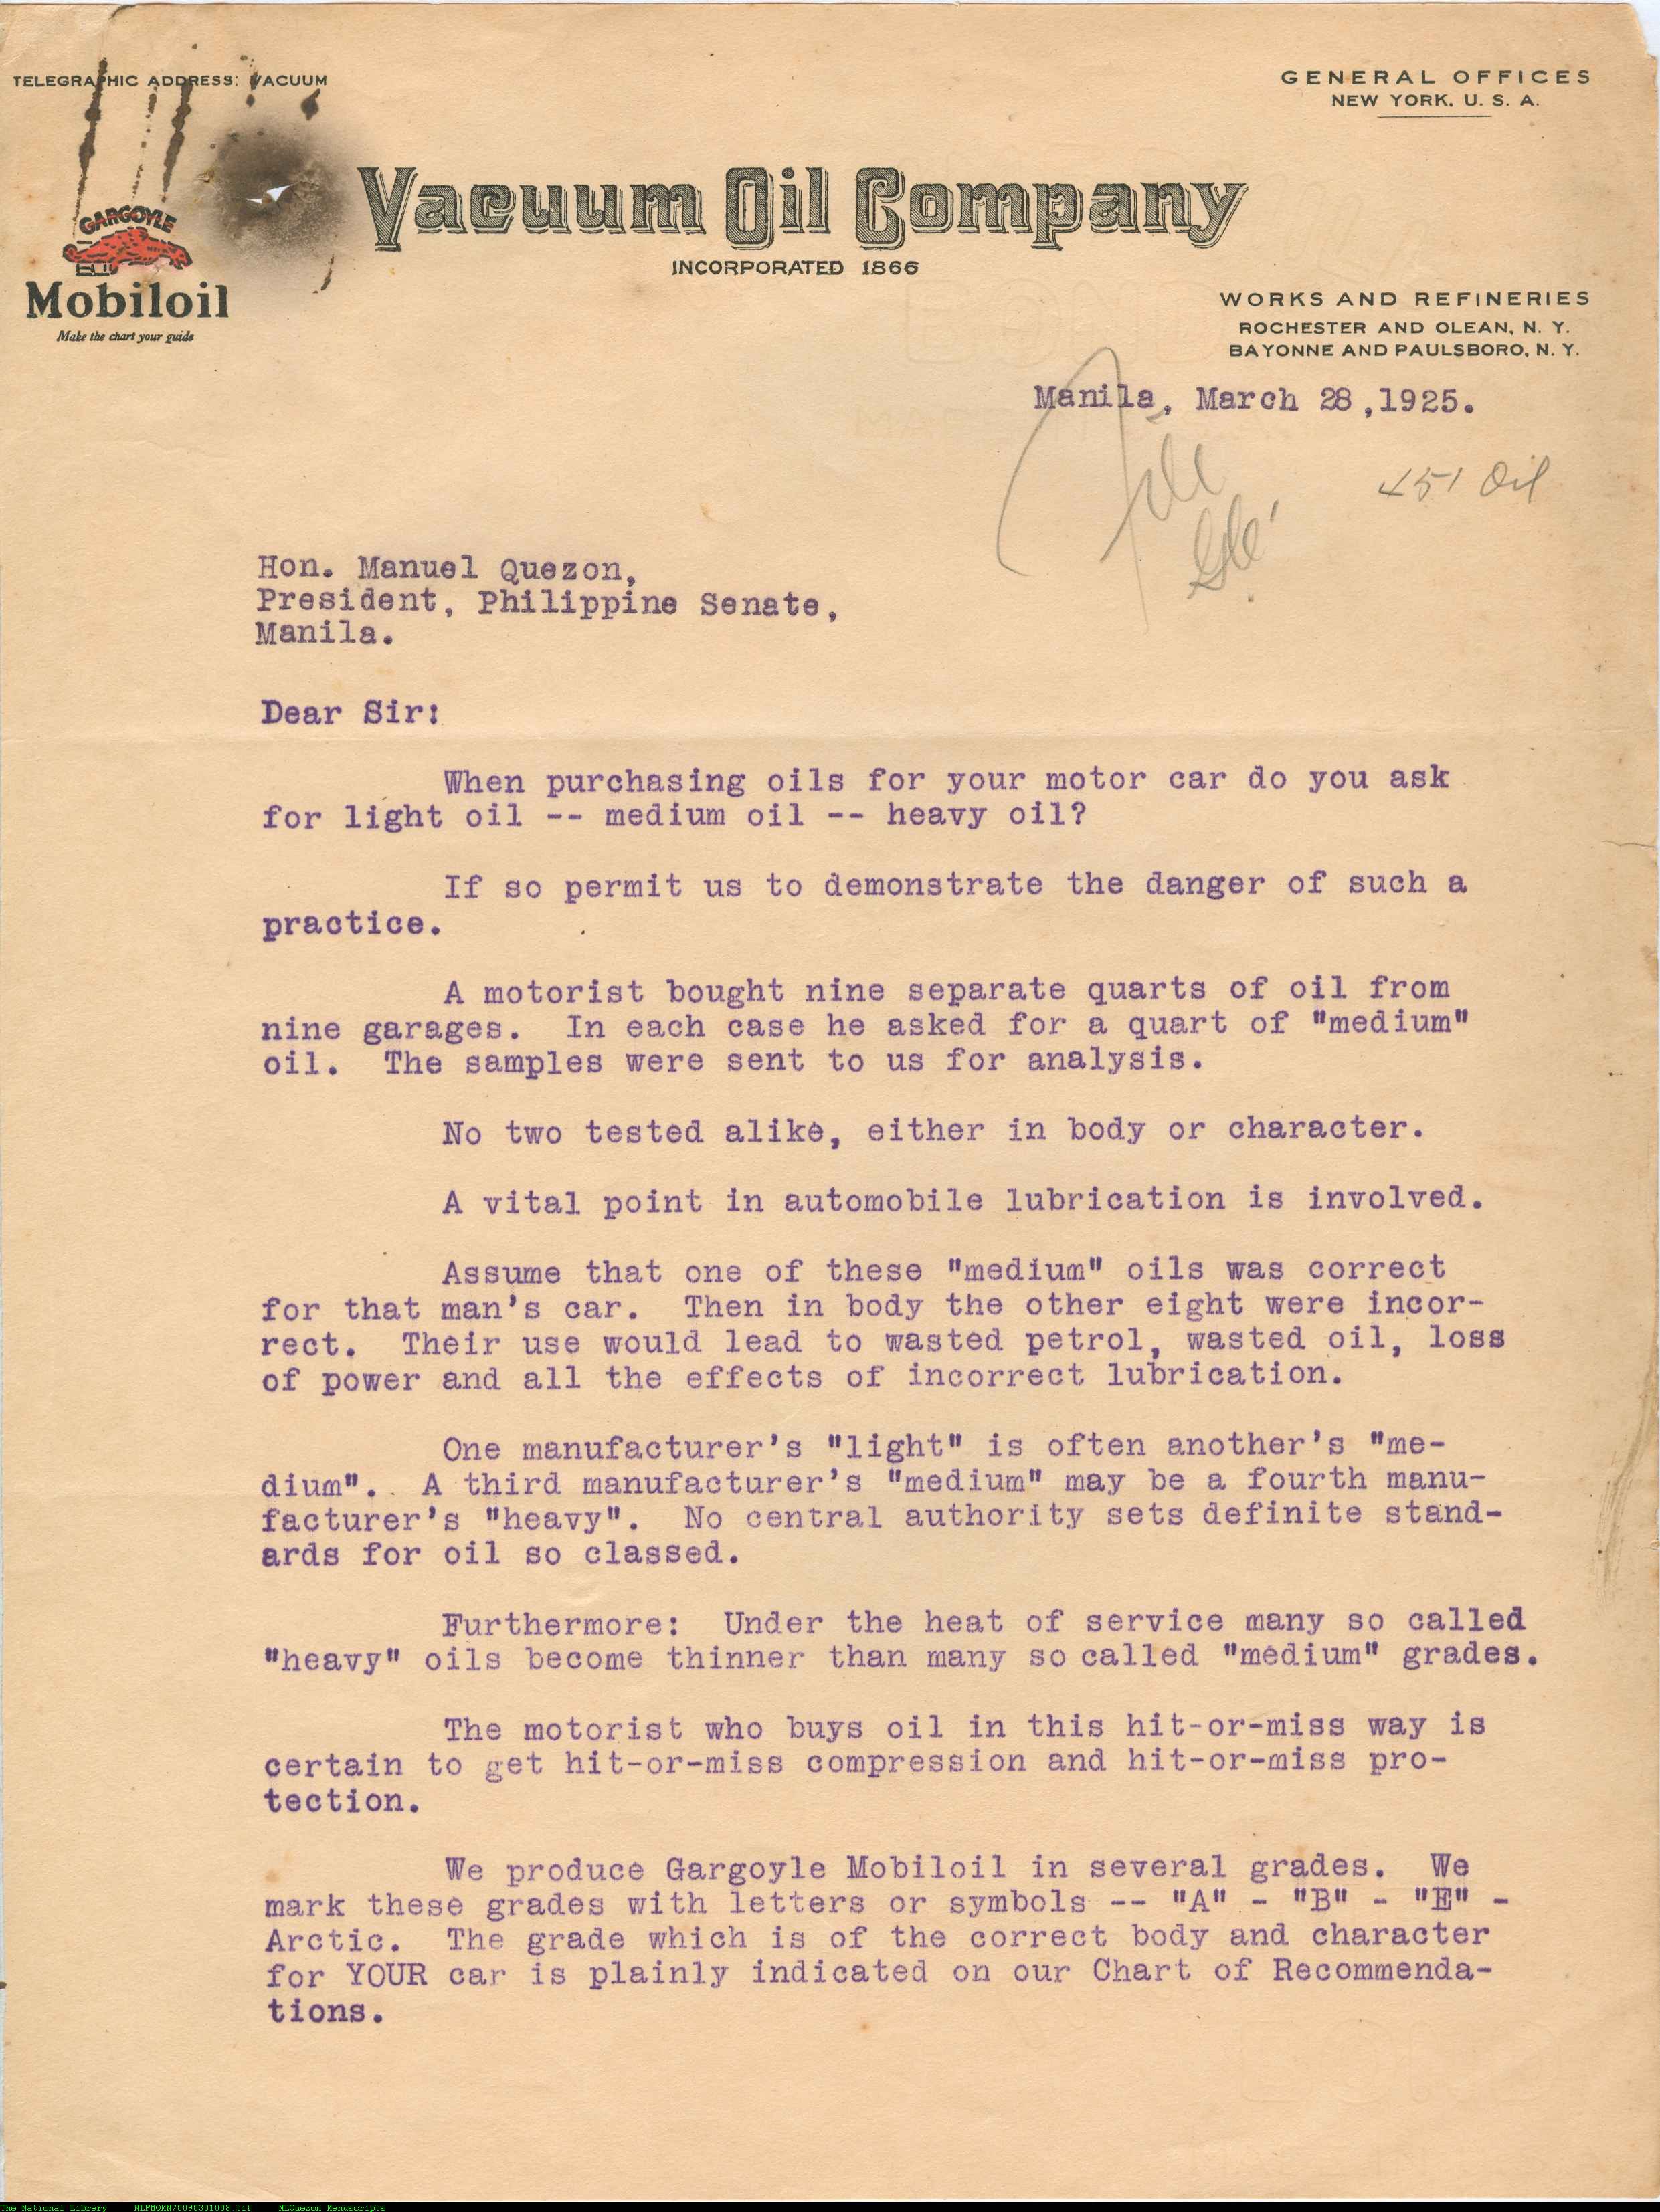 TELEGRAPHIC ADDRESS: VACUUM
GENERAL OFFICES
NEW YORK, U. S. A.
GARGOYLE
Mobiloil
Make the chart your guide
Vacuum Oil Company
INCORPORATED 1866
WORKS AND REFINERIES
ROCHESTER AND OLEAN, N. Y.
BAYONNE AND PAULSBORO, N. Y.
Manila, March 28,1925.
File
451 Oil
Hon. Manuel Quezon,
President, Philippine Senate,
Manila.
Dear Sir:
When purchasing oils for your motor car do you ask
for light oil -- medium oil -- heavy oil?
If so permit us to demonstrate the danger of such a
practice.
A motorist bought nine separate quarts of oil from
nine garages. In each case he asked for a quart of "medium"
oil. The samples were sent to us for analysis.
No two tested alike, either in body or character.
A vital point in automobile lubrication is involved.
Assume that one of these "medium" oils was correct
for that man's car. Then in body the other eight were incor-
rect. Their use would lead to wasted petrol, wasted oil, loss
of power and all the effects of incorrect lubrication.
One manufacturer's "light" is often another's "me-
dium". A third manufacturer's "medium" may be a fourth manu-
facturer's "heavy". No central authority sets definite stand-
ards for oil so classed.
Furthermore: Under the heat of service many so called
"heavy" oils become thinner than many so called "medium" grades.
The motorist who buys oil in this hit-or-miss way is
certain to get hit-or-miss compression and hit-or-miss pro-
tection.
We produce Gargoyle Mobiloil in several grades. We
mark these grades with letters or symbols -- "A" - "B" - "E" -
Arctic. The grade which is of the correct body and character
for YOUR car is plainly indicated on our Chart of Recommenda-
tions.
The National Library NLPMQMN70090301008.tif MLQuezon Manuscripts